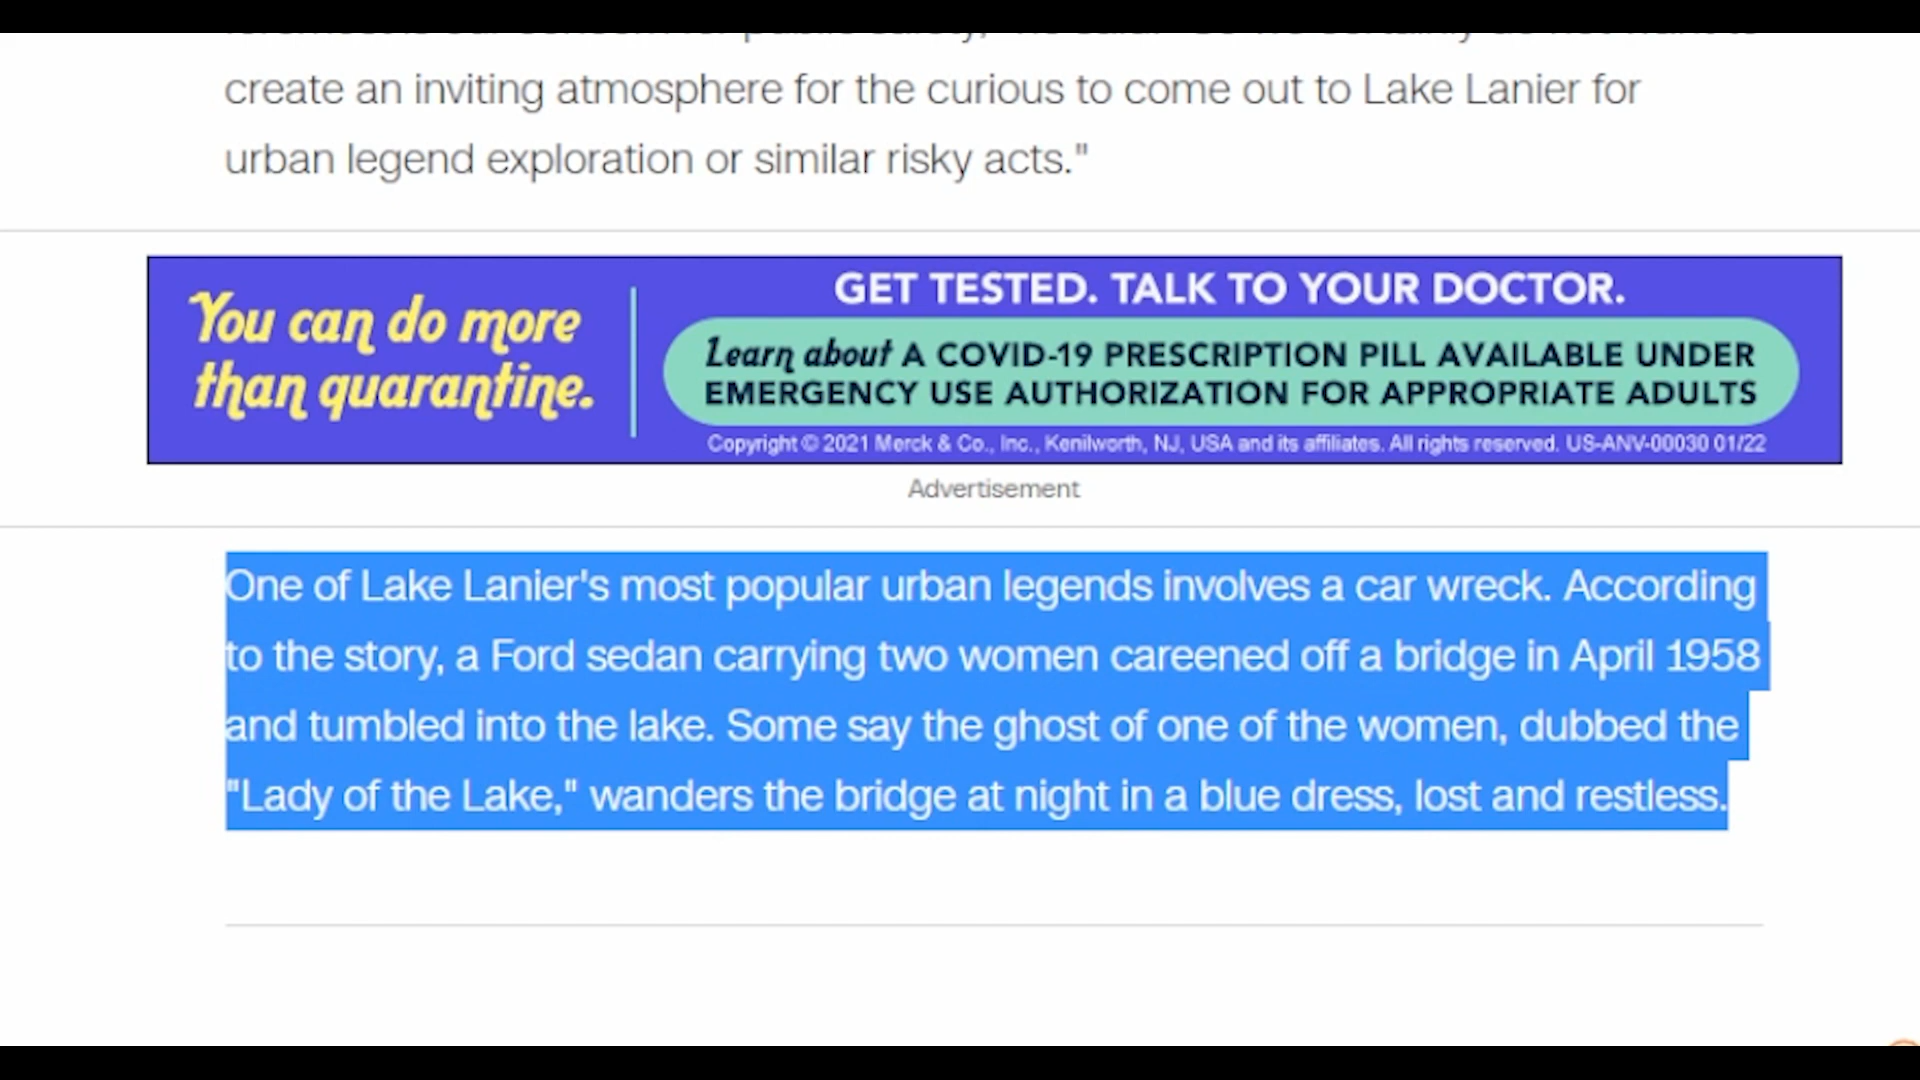 create an inviting atmosphere for the curious to come out to Lake Lanier for
urban legend exploration or similar risky acts."
You can do more
than quarantine.
GET TESTED. TALK TO YOUR DOCTOR.
Learn about A COVID-19 PRESCRIPTION PILL AVAILABLE UNDER
EMERGENCY USE AUTHORIZATION FOR APPROPRIATE ADULTS
Copyright © 2021 Merck & Co., Inc., Kenilworth, NJ, USA and its affiliates. All rights reserved. US-ANV-00030 01/22
Advertisement
One of Lake Lanier's most popular urban legends involves a car wreck. According
to the story, a Ford sedan carrying two women careened off a bridge in April 1958
and tumbled into the lake. Some say the ghost of one of the women, dubbed the
"Lady of the Lake," wanders the bridge at night in a blue dress, lost and restless.